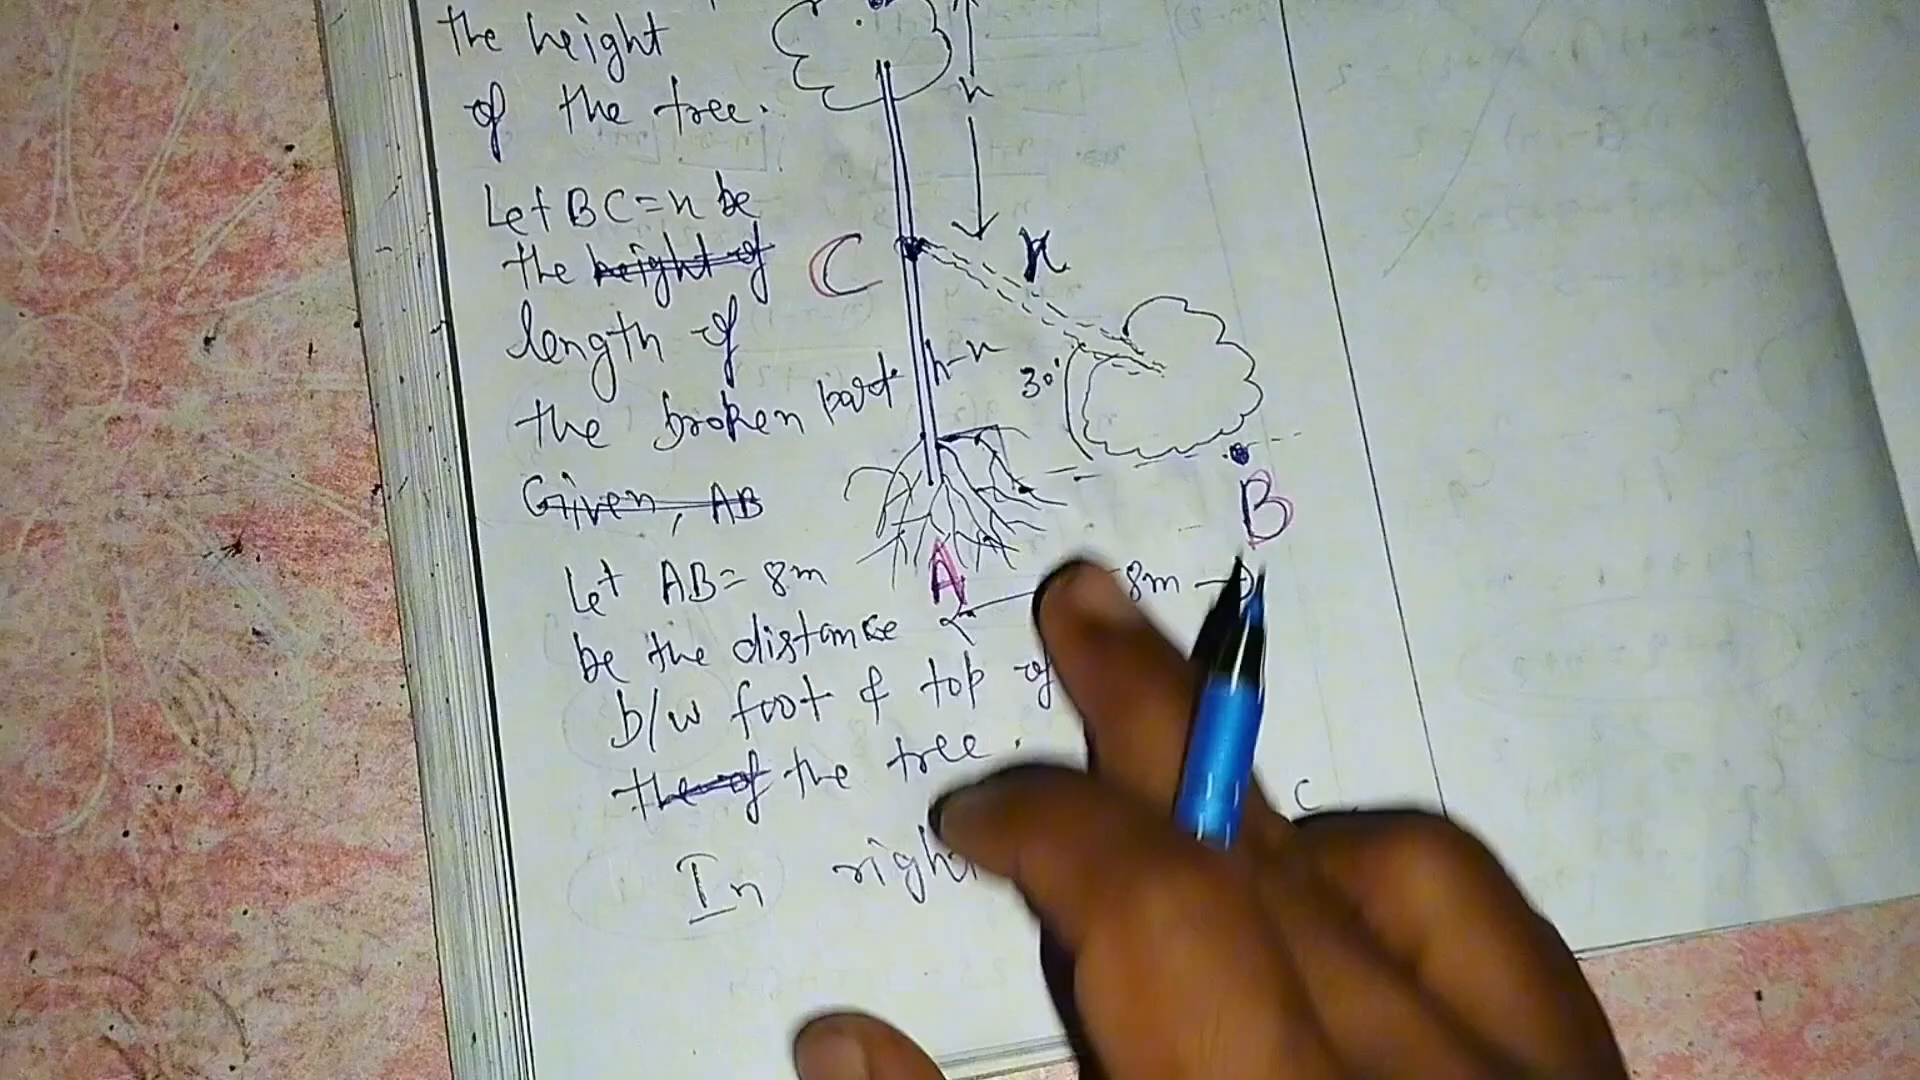 the height
of the tree.
Let BC = x be
the height of
length of
the broken part
Given, AB
Let AB = 8m
be the distance
b/w foot & top of
the of the tree.
In right
C
x
h-x
30°
B
A
8m
C